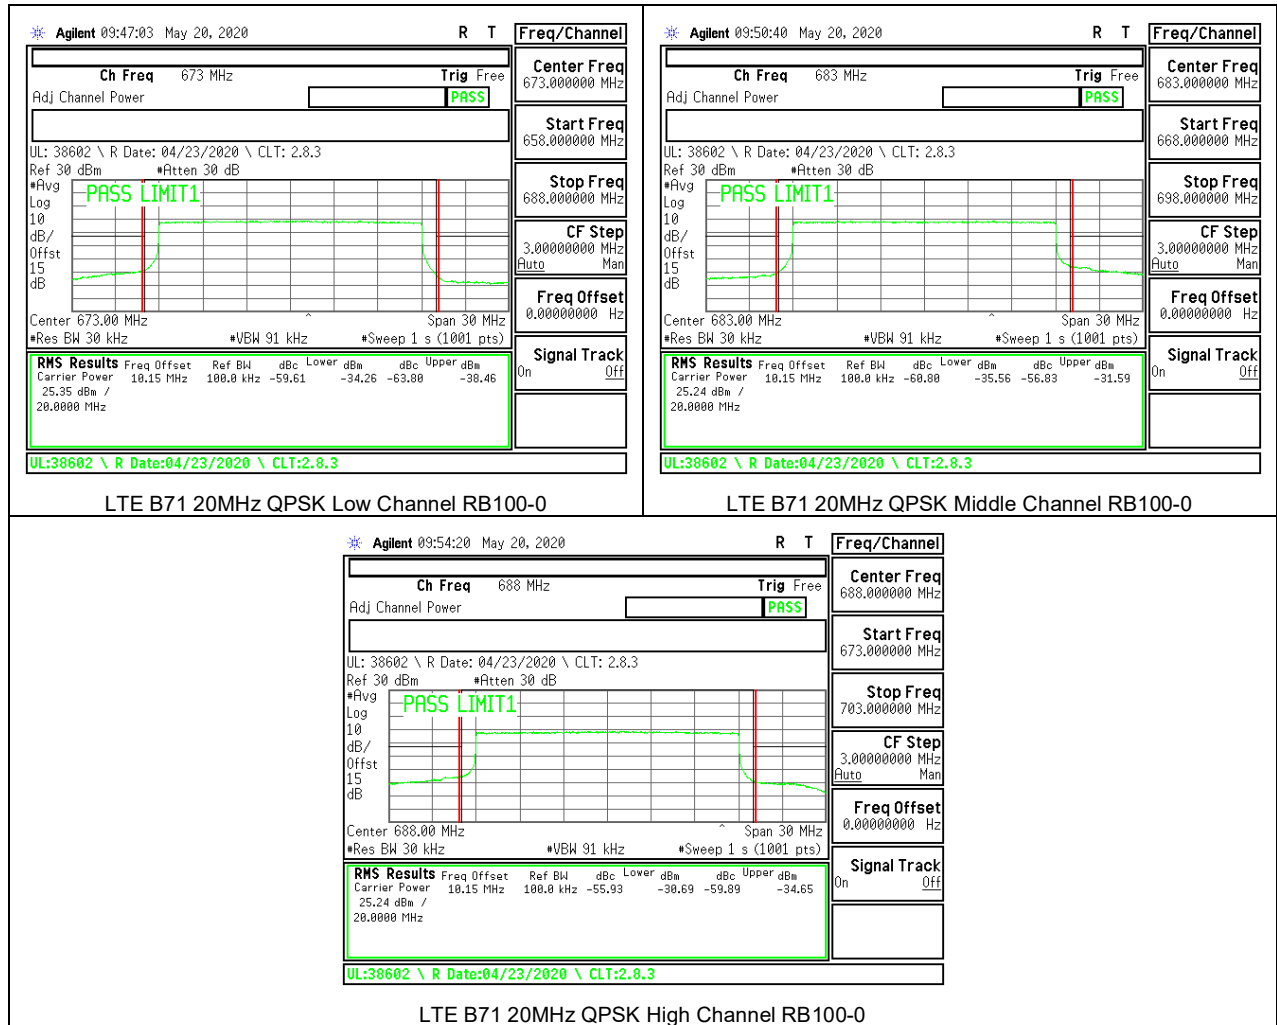 Agilent 09:47:03 May 20, 2020 R T
Freq/Channel
Ch Freq 673 MHz Trig Free
Adj Channel Power PASS
UL: 38602 \ R Date: 04/23/2020 \ CLT: 2.8.3
Ref 30 dBm #Atten 30 dB
#Avg
Log
10
dB/
Offst
15
dB
PASS LIMIT1
Center 673.00 MHz Span 30 MHz
#Res BW 30 kHz #VBW 91 kHz #Sweep 1 s (1001 pts)
RMS Results Freq Offset Ref BW dBc Lower dBm dBc Upper dBm
Carrier Power 10.15 MHz 100.0 kHz -59.61 -34.26 -63.80 -38.46
25.35 dBm /
20.0000 MHz
UL:38602 \ R Date:04/23/2020 \ CLT:2.8.3
Center Freq
673.000000 MHz
Start Freq
658.000000 MHz
Stop Freq
688.000000 MHz
CF Step
3.00000000 MHz
Auto Man
Freq Offset
0.00000000 Hz
Signal Track
On Off
LTE B71 20MHz QPSK Low Channel RB100-0
Agilent 09:50:40 May 20, 2020 R T
Freq/Channel
Ch Freq 683 MHz Trig Free
Adj Channel Power PASS
UL: 38602 \ R Date: 04/23/2020 \ CLT: 2.8.3
Ref 30 dBm #Atten 30 dB
#Avg
Log
10
dB/
Offst
15
dB
PASS LIMIT1
Center 683.00 MHz Span 30 MHz
#Res BW 30 kHz #VBW 91 kHz #Sweep 1 s (1001 pts)
RMS Results Freq Offset Ref BW dBc Lower dBm dBc Upper dBm
Carrier Power 10.15 MHz 100.0 kHz -60.80 -35.56 -56.83 -31.59
25.24 dBm /
20.0000 MHz
UL:38602 \ R Date:04/23/2020 \ CLT:2.8.3
Center Freq
683.000000 MHz
Start Freq
668.000000 MHz
Stop Freq
698.000000 MHz
CF Step
3.00000000 MHz
Auto Man
Freq Offset
0.00000000 Hz
Signal Track
On Off
LTE B71 20MHz QPSK Middle Channel RB100-0
Agilent 09:54:20 May 20, 2020 R T
Freq/Channel
Ch Freq 688 MHz Trig Free
Adj Channel Power PASS
UL: 38602 \ R Date: 04/23/2020 \ CLT: 2.8.3
Ref 30 dBm #Atten 30 dB
#Avg
Log
10
dB/
Offst
15
dB
PASS LIMIT1
Center 688.00 MHz Span 30 MHz
#Res BW 30 kHz #VBW 91 kHz #Sweep 1 s (1001 pts)
RMS Results Freq Offset Ref BW dBc Lower dBm dBc Upper dBm
Carrier Power 10.15 MHz 100.0 kHz -55.93 -30.69 -59.89 -34.65
25.24 dBm /
20.0000 MHz
UL:38602 \ R Date:04/23/2020 \ CLT:2.8.3
Center Freq
688.000000 MHz
Start Freq
673.000000 MHz
Stop Freq
703.000000 MHz
CF Step
3.00000000 MHz
Auto Man
Freq Offset
0.00000000 Hz
Signal Track
On Off
LTE B71 20MHz QPSK High Channel RB100-0